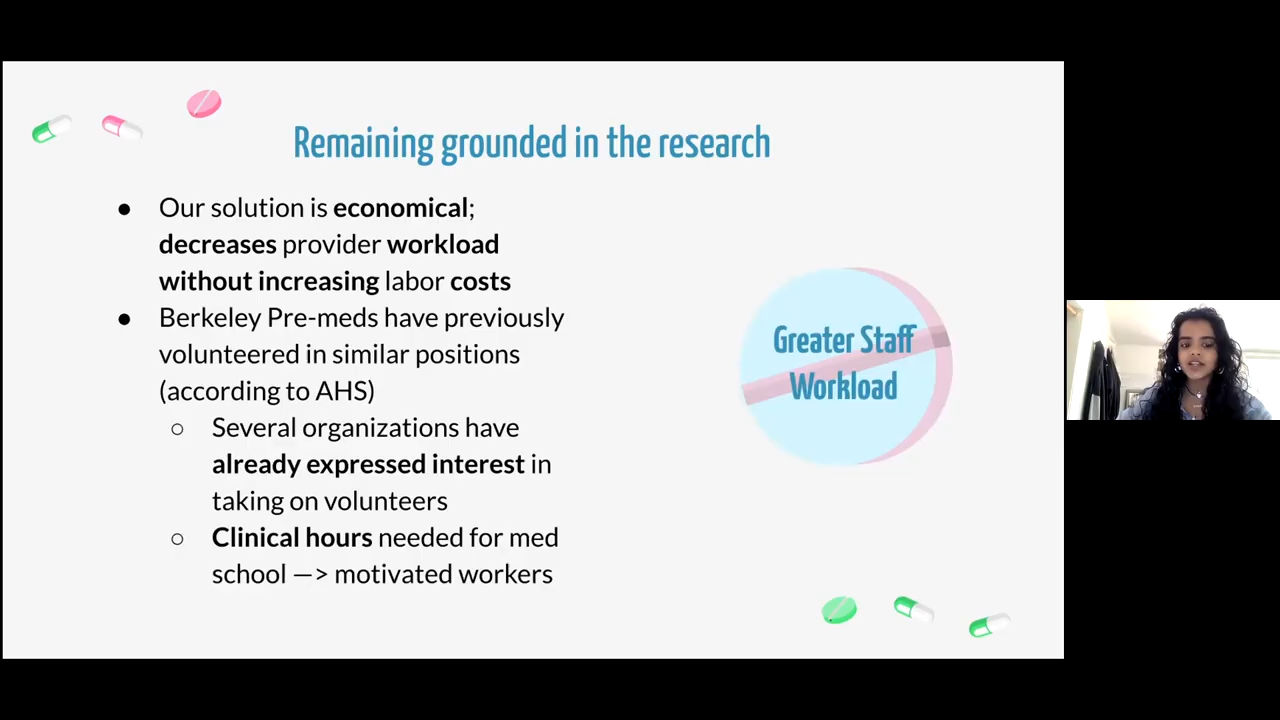 Remaining grounded in the research
● Our solution is economical;
decreases provider workload
without increasing labor costs
● Berkeley Pre-meds have previously
volunteered in similar positions
(according to AHS)
○ Several organizations have
already expressed interest in
taking on volunteers
○ Clinical hours needed for med
school —> motivated workers
Greater Staff
Workload